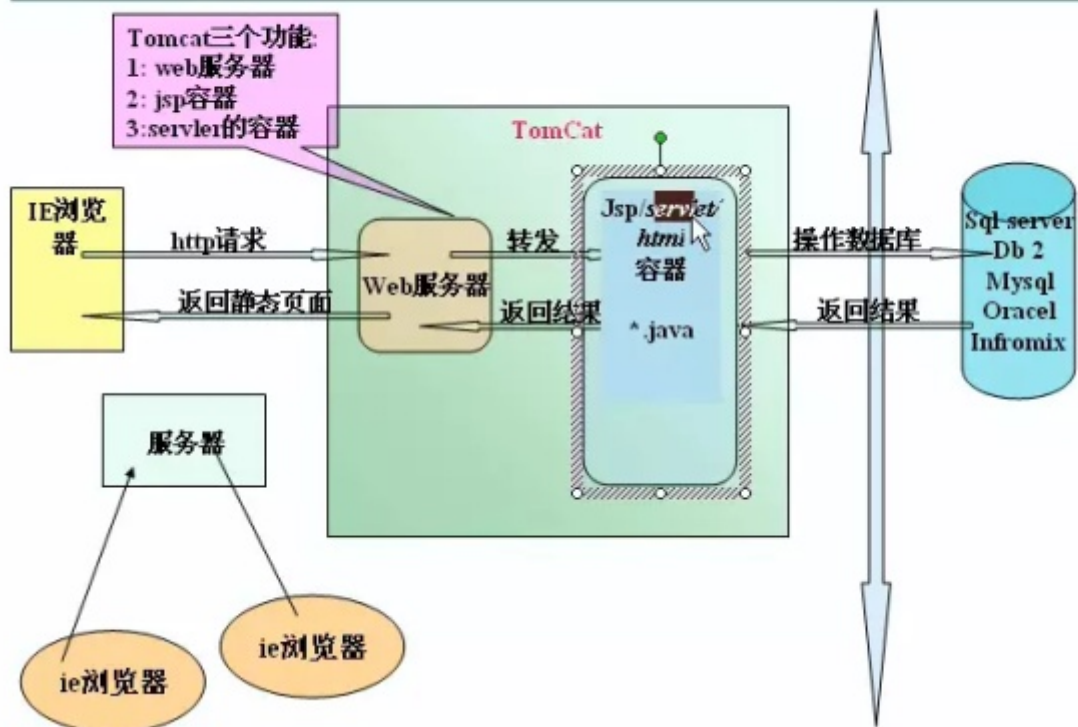 Tomcat三个功能:
1: web服务器
2: jsp容器
3:servler的容器
TomCat
IE浏览
器
http请求
返回静态页面
Web服务器
转发
返回结果
Jsp/servlet/
html
容器
*.java
操作数据库
返回结果
Sql server
Db 2
Mysql
Oracel
Infromix
服务器
ie浏览器
ie浏览器